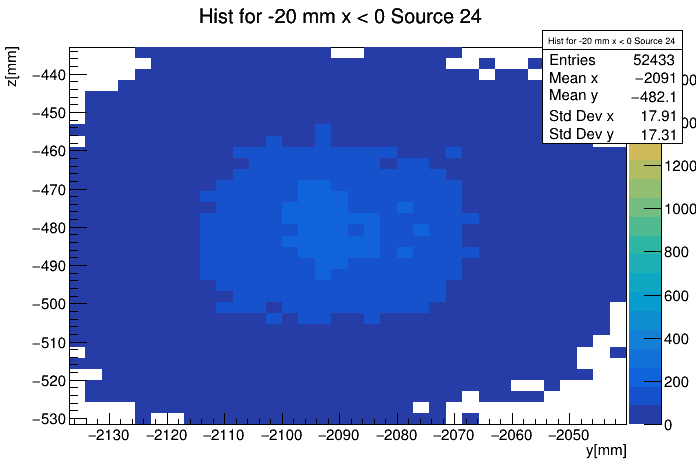 Hist for -20 mm x < 0 Source 24
z[mm]
Hist for -20 mm x < 0 Source 24
Entries 52433
Mean x −2091
Mean y −482.1
Std Dev x 17.91
Std Dev y 17.31
−440
−450
−460
−470
−480
−490
−500
−510
−520
−530
−2130 −2120 −2110 −2100 −2090 −2080 −2070 −2060 −2050
y[mm]
1200
1000
800
600
400
200
0